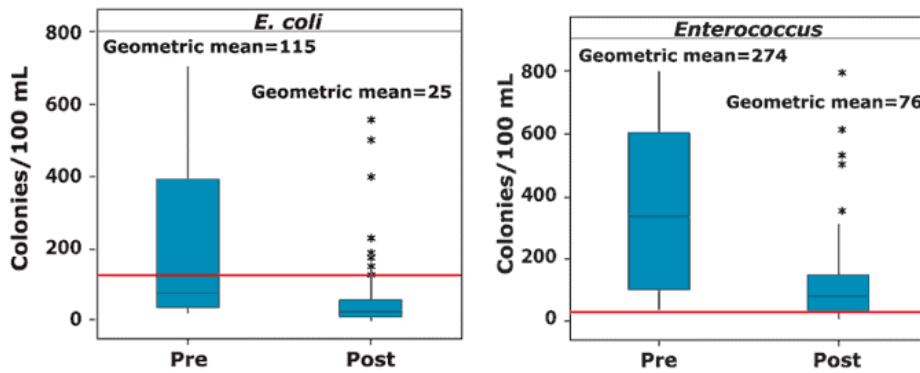 E. coli
800
Geometric mean=115
600
Geometric mean=25
400
200
0
Colonies/100 mL
Pre
Post
Enterococcus
Geometric mean=274
800
Geometric mean=76
600
400
200
0
Colonies/100 mL
Pre
Post